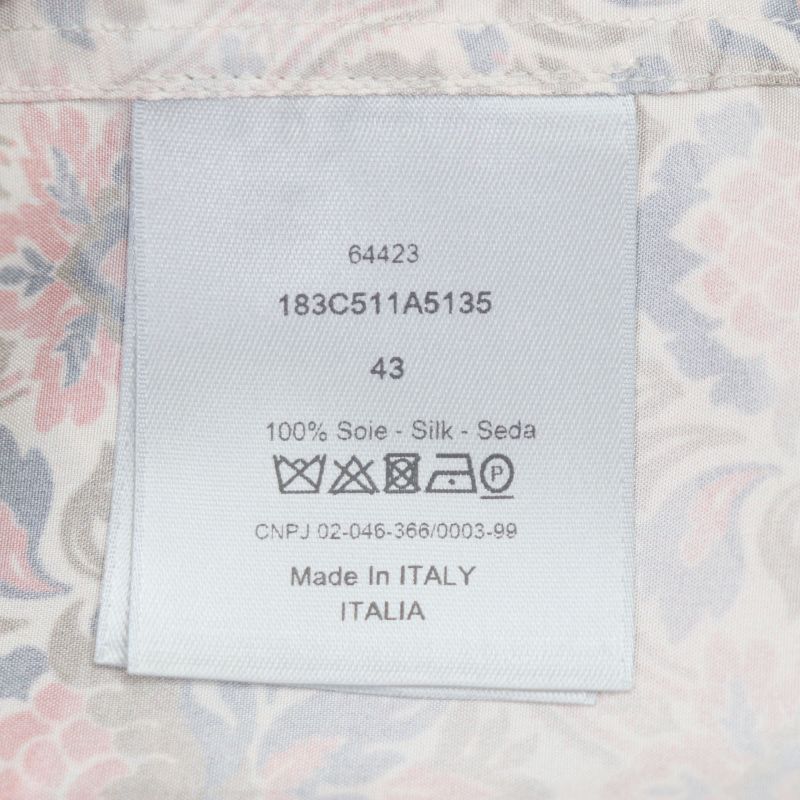 64423
183C511A5135
43
100% Soie - Silk - Seda
P
CNPJ 02-046-366/0003-99
Made In ITALY
ITALIA